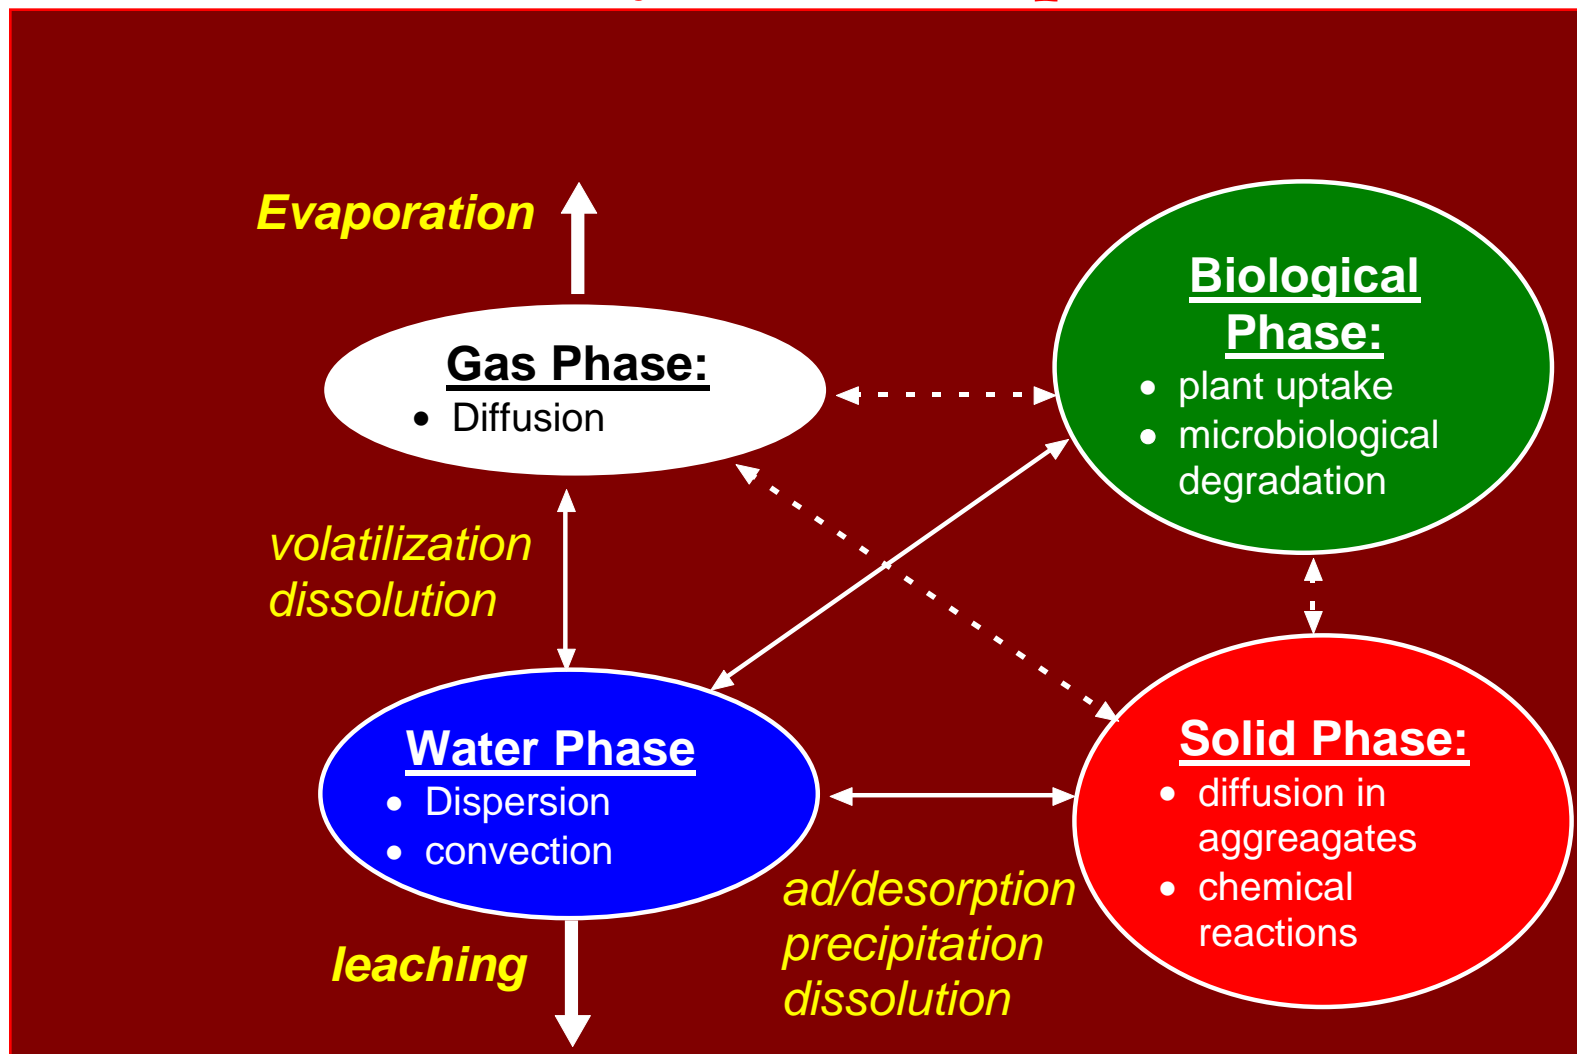 Evaporation
Gas Phase:
• Diffusion
Biological
Phase:
• plant uptake
• microbiological
degradation
volatilization
dissolution
Water Phase
• Dispersion
• convection
Solid Phase:
• diffusion in
aggreagates
• chemical
reactions
ad/desorption
precipitation
dissolution
leaching